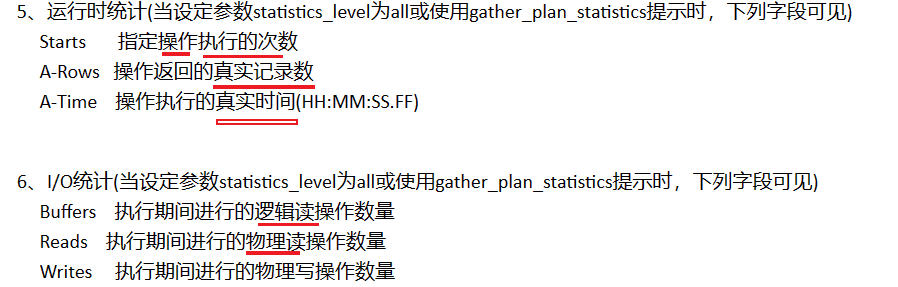 5、运行时统计(当设定参数statistics_level为all或使用gather_plan_statistics提示时，下列字段可见)
Starts 指定操作执行的次数
A-Rows 操作返回的真实记录数
A-Time 操作执行的真实时间(HH:MM:SS.FF)
6、I/O统计(当设定参数statistics_level为all或使用gather_plan_statistics提示时，下列字段可见)
Buffers 执行期间进行的逻辑读操作数量
Reads 执行期间进行的物理读操作数量
Writes 执行期间进行的物理写操作数量